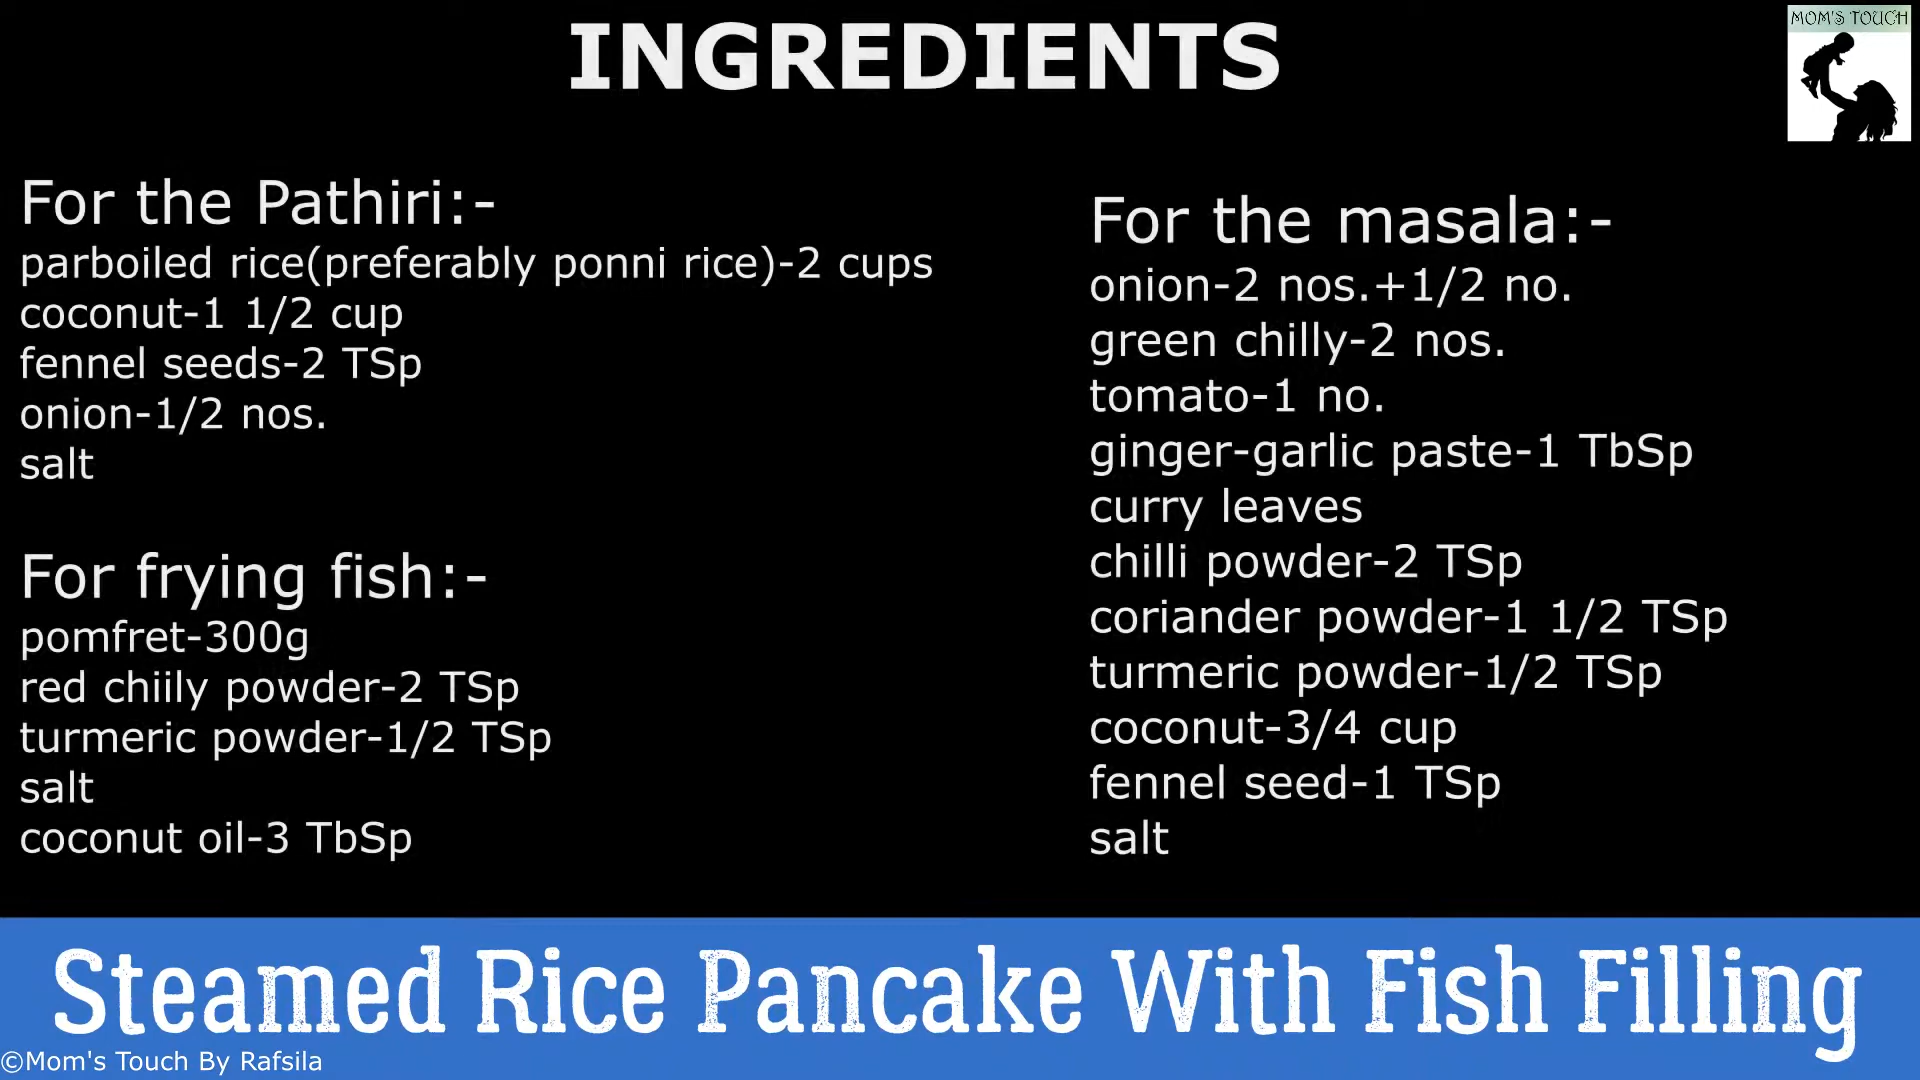 INGREDIENTS
MOM'S TOUCH
For the Pathiri:-
parboiled rice(preferably ponni rice)-2 cups
coconut-1 1/2 cup
fennel seeds-2 TSp
onion-1/2 nos.
salt
For frying fish:-
pomfret-300g
red chiily powder-2 TSp
turmeric powder-1/2 TSp
salt
coconut oil-3 TbSp
For the masala:-
onion-2 nos.+1/2 no.
green chilly-2 nos.
tomato-1 no.
ginger-garlic paste-1 TbSp
curry leaves
chilli powder-2 TSp
coriander powder-1 1/2 TSp
turmeric powder-1/2 TSp
coconut-3/4 cup
fennel seed-1 TSp
salt
Steamed Rice Pancake With Fish Filling
©Mom's Touch By Rafsila